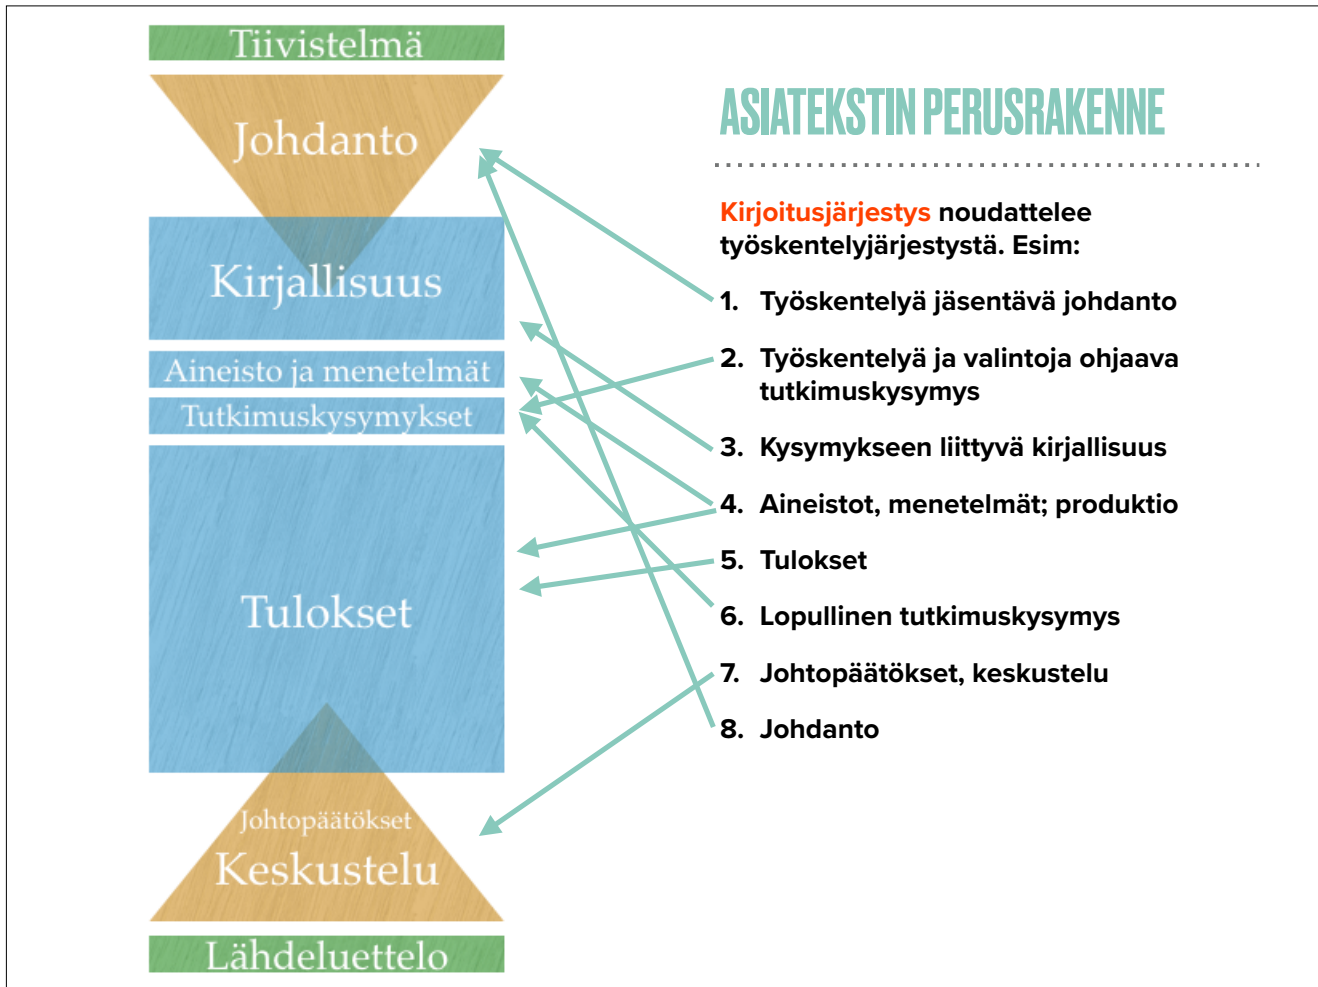 Tiivistelmä
Johdanto
Kirjallisuus
Aineisto ja menetelmät
Tutkimuskysymykset
Tulokset
Johtopäätökset
Keskustelu
Lähdeluettelo
ASIATEKSTIN PERUSRAKENNE
Kirjoitusjärjestys noudattelee
työskentelyjärjestystä. Esim:
1. Työskentelyä jäsentävä johdanto
2. Työskentelyä ja valintoja ohjaava
tutkimuskysymys
3. Kysymykseen liittyvä kirjallisuus
4. Aineistot, menetelmät; produktio
5. Tulokset
6. Lopullinen tutkimuskysymys
7. Johtopäätökset, keskustelu
8. Johdanto